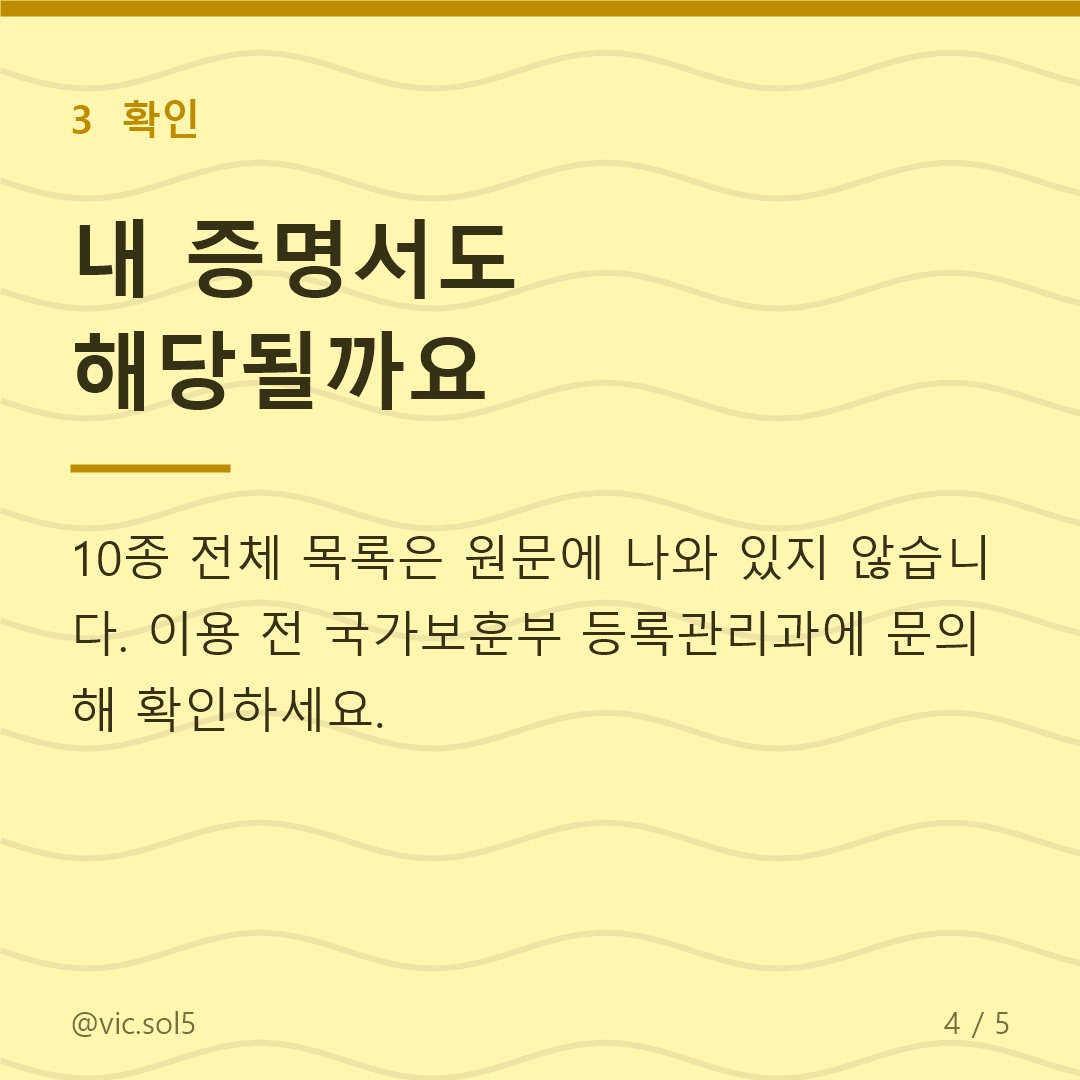 3 확인
내 증명서도
해당될까요
10종 전체 목록은 원문에 나와 있지 않습니
다. 이용 전 국가보훈부 등록관리과에 문의
해 확인하세요.
@vic.sol5
4 / 5